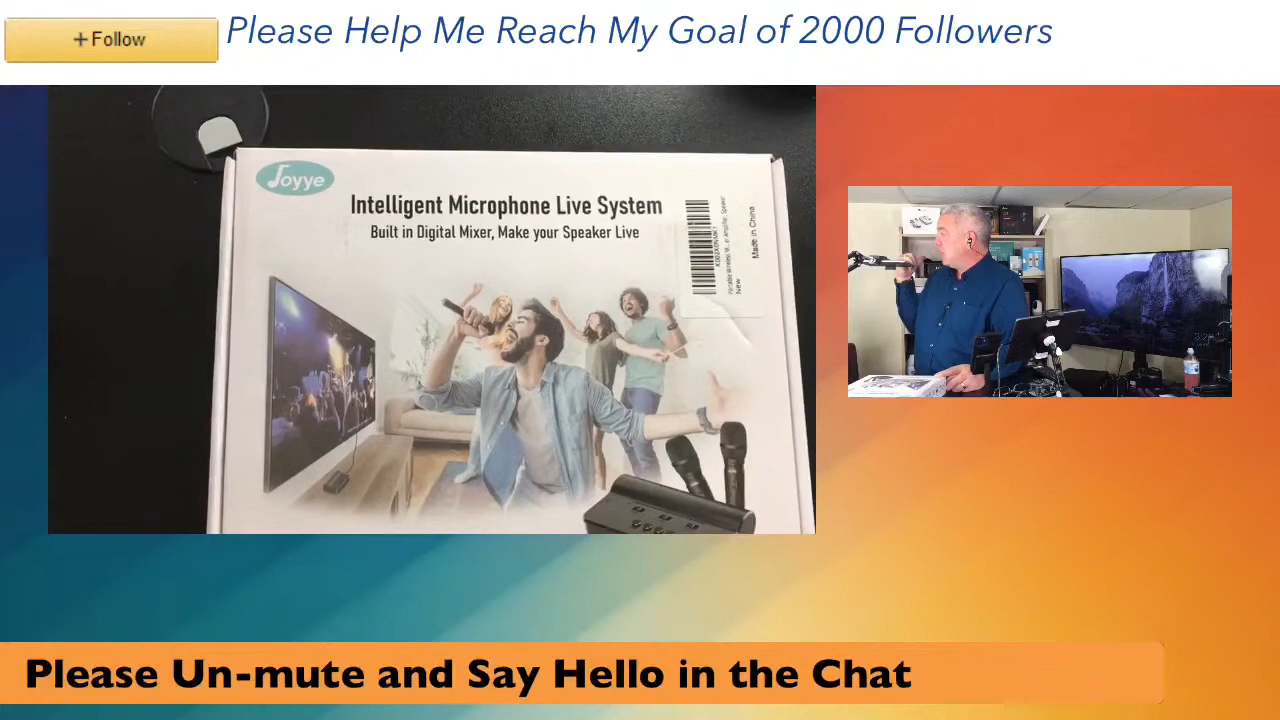 +Follow
Please Help Me Reach My Goal of 2000 Followers
Joyye
Intelligent Microphone Live System
Built in Digital Mixer, Make your Speaker Live
New
Made in China
Please Un-mute and Say Hello in the Chat